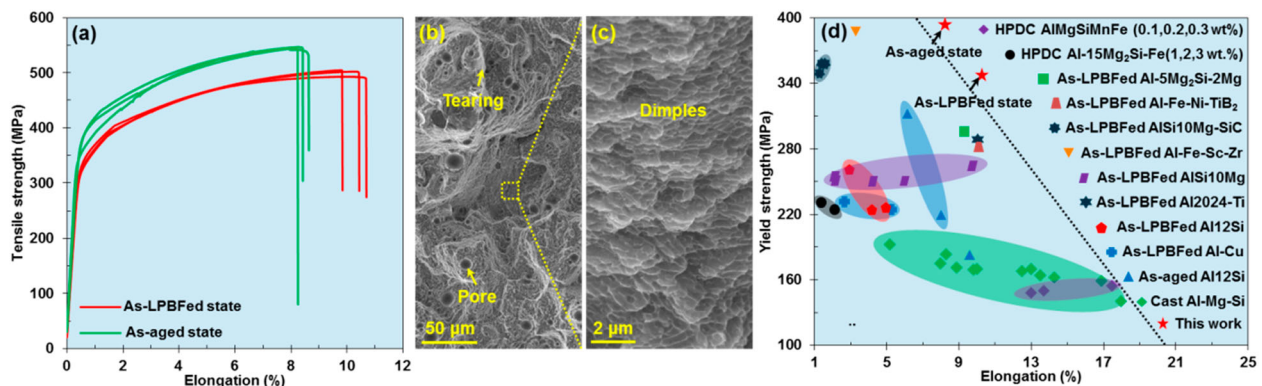 (a)
Tensile strength (MPa)
600
500
400
300
200
100
0
As-LPBFed state
As-aged state
0
2
4
6
8
10
12
Elongation (%)
(b)
Tearing
Pore
50 μm
(c)
Dimples
2 μm
(d)
Yield strength (MPa)
400
340
280
220
160
100
As-aged state
As-LPBFed state
HPDC AlMgSiMnFe (0.1,0.2,0.3 wt%)
HPDC Al-15Mg₂Si-Fe(1,2,3 wt.%)
As-LPBFed Al-5Mg₂Si-2Mg
As-LPBFed Al-Fe-Ni-TiB₂
As-LPBFed AlSi10Mg-SiC
As-LPBFed Al-Fe-Sc-Zr
As-LPBFed AlSi10Mg
As-LPBFed Al2024-Ti
As-LPBFed Al12Si
As-LPBFed Al-Cu
As-aged Al12Si
Cast Al-Mg-Si
This work
1
5
9
13
17
21
25
Elongation (%)